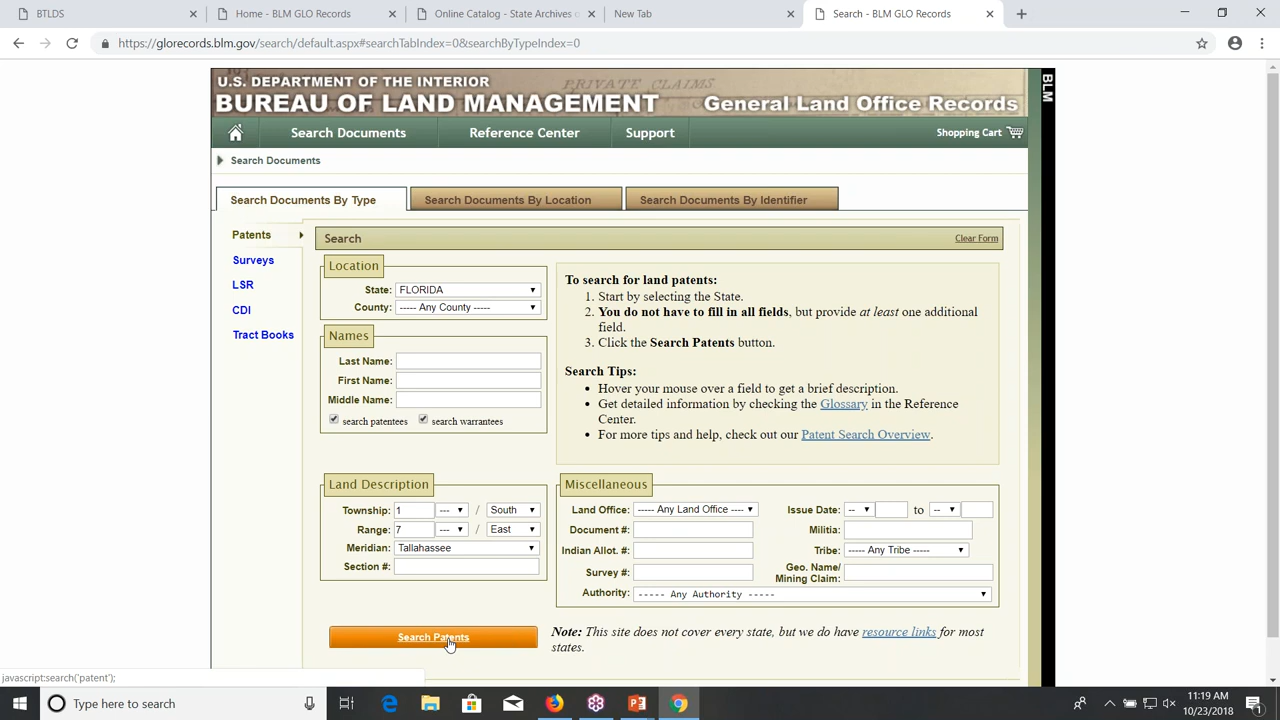 BTLDS
Home - BLM GLO Records
Online Catalog - State Archives o
New Tab
Search - BLM GLO Records
https://glorecords.blm.gov/search/default.aspx#searchTabIndex=0&searchByTypeIndex=0
U.S. DEPARTMENT OF THE INTERIOR
PRIVATE CLAIMS
BUREAU OF LAND MANAGEMENT
General Land Office Records
BLM
Search Documents
Reference Center
Support
Shopping Cart
Search Documents
Search Documents By Type
Search Documents By Location
Search Documents By Identifier
Patents
Surveys
LSR
CDI
Tract Books
Search
Clear Form
Location
State: FLORIDA
County: ----- Any County -----
Names
Last Name:
First Name:
Middle Name:
search patentees
search warrantees
To search for land patents:
1. Start by selecting the State.
2. You do not have to fill in all fields, but provide at least one additional
field.
3. Click the Search Patents button.
Search Tips:
• Hover your mouse over a field to get a brief description.
• Get detailed information by checking the Glossary in the Reference
Center.
• For more tips and help, check out our Patent Search Overview.
Land Description
Township: 1 --- / South
Range: 7 --- / East
Meridian: Tallahassee
Section #:
Miscellaneous
Land Office: ----- Any Land Office ----
Issue Date: -- to --
Document #:
Militia:
Indian Allot. #:
Tribe: ----- Any Tribe -----
Survey #:
Geo. Name/
Mining Claim:
Authority: ----- Any Authority -----
Search Patents
Note: This site does not cover every state, but we do have resource links for most
states.
javascript:search('patent');
Type here to search
11:19 AM
10/23/2018
1